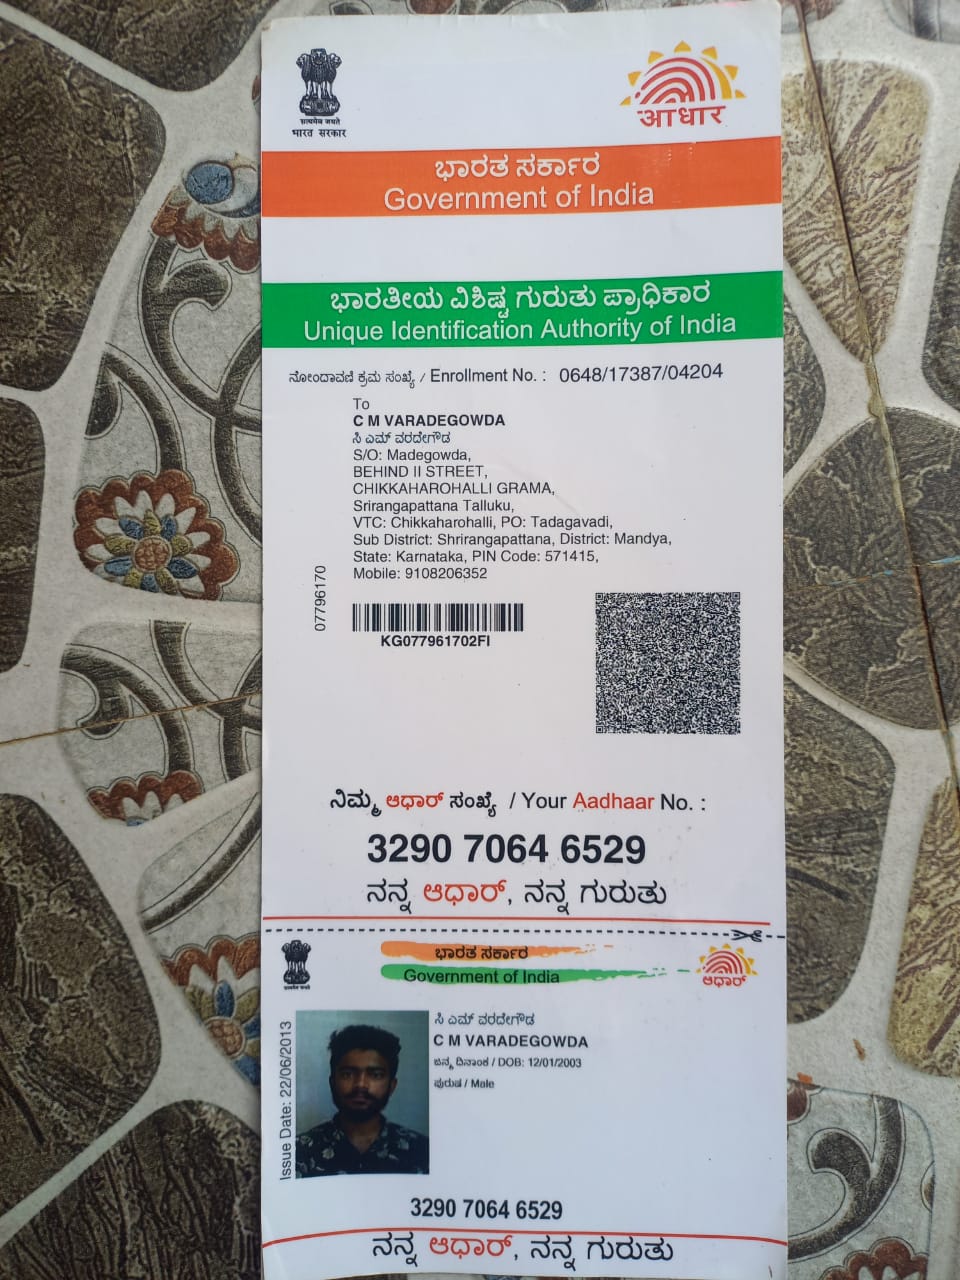 सत्यमेव जयते
भारत सरकार
आधार
ಭಾರತ ಸರ್ಕಾರ
Government of India
ಭಾರತೀಯ ವಿಶಿಷ್ಟ ಗುರುತು ಪ್ರಾಧಿಕಾರ
Unique Identification Authority of India
ನೋಂದಾವಣಿ ಕ್ರಮ ಸಂಖ್ಯೆ / Enrollment No. : 0648/17387/04204
To
C M VARADEGOWDA
ಸಿ ಎಮ್ ವರದೇಗೌಡ
S/O: Madegowda,
BEHIND II STREET,
CHIKKAHAROHALLI GRAMA,
Srirangapattana Talluku,
VTC: Chikkaharohalli, PO: Tadagavadi,
Sub District: Shrirangapattana, District: Mandya,
State: Karnataka, PIN Code: 571415,
Mobile: 9108206352
07796170
KG077961702FI
ನಿಮ್ಮ ಆಧಾರ್ ಸಂಖ್ಯೆ / Your Aadhaar No. :
3290 7064 6529
ನನ್ನ ಆಧಾರ್, ನನ್ನ ಗುರುತು
ಭಾರತ ಸರ್ಕಾರ
Government of India
ಆಧಾರ್
Issue Date: 22/06/2013
ಸಿ ಎಮ್ ವರದೇಗೌಡ
C M VARADEGOWDA
ಜನ್ಮ ದಿನಾಂಕ / DOB: 12/01/2003
ಪುರುಷ / Male
3290 7064 6529
ನನ್ನ ಆಧಾರ್, ನನ್ನ ಗುರುತು